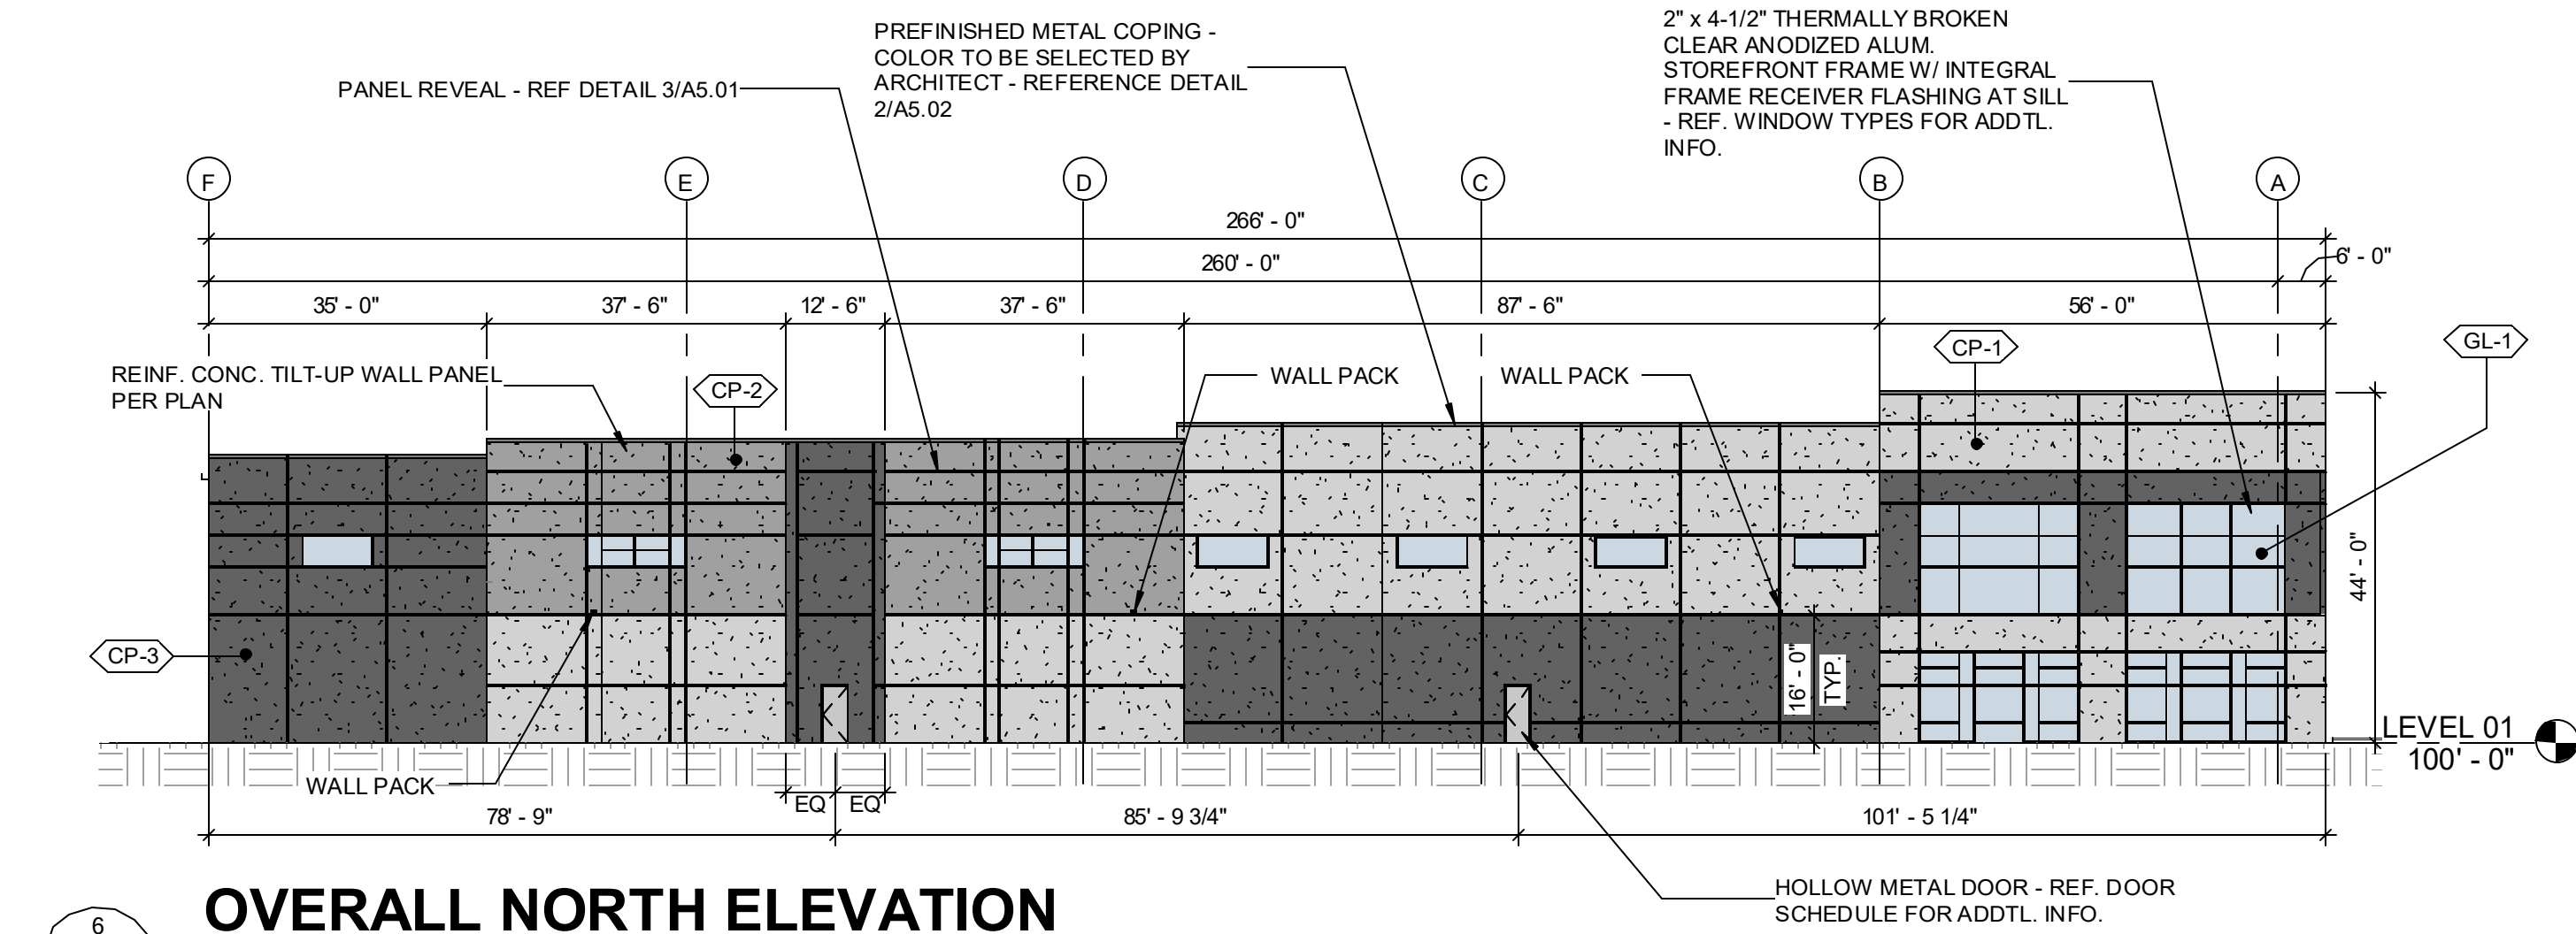 PREFINISHED METAL COPING -
COLOR TO BE SELECTED BY
ARCHITECT - REFERENCE DETAIL
2/A5.02
2" x 4-1/2" THERMALLY BROKEN
CLEAR ANODIZED ALUM.
STOREFRONT FRAME W/ INTEGRAL
FRAME RECEIVER FLASHING AT SILL
- REF. WINDOW TYPES FOR ADDTL.
INFO.
PANEL REVEAL - REF DETAIL 3/A5.01
F
E
D
C
B
A
266' - 0"
260' - 0"
6' - 0"
35' - 0"
37' - 6"
12' - 6"
37' - 6"
87' - 6"
56' - 0"
REINF. CONC. TILT-UP WALL PANEL
PER PLAN
CP-2
WALL PACK
WALL PACK
CP-1
GL-1
44' - 0"
CP-3
16' - 0"
TYP.
LEVEL 01
100' - 0"
WALL PACK
EQ
EQ
78' - 9"
85' - 9 3/4"
101' - 5 1/4"
HOLLOW METAL DOOR - REF. DOOR
SCHEDULE FOR ADDTL. INFO.
6
OVERALL NORTH ELEVATION